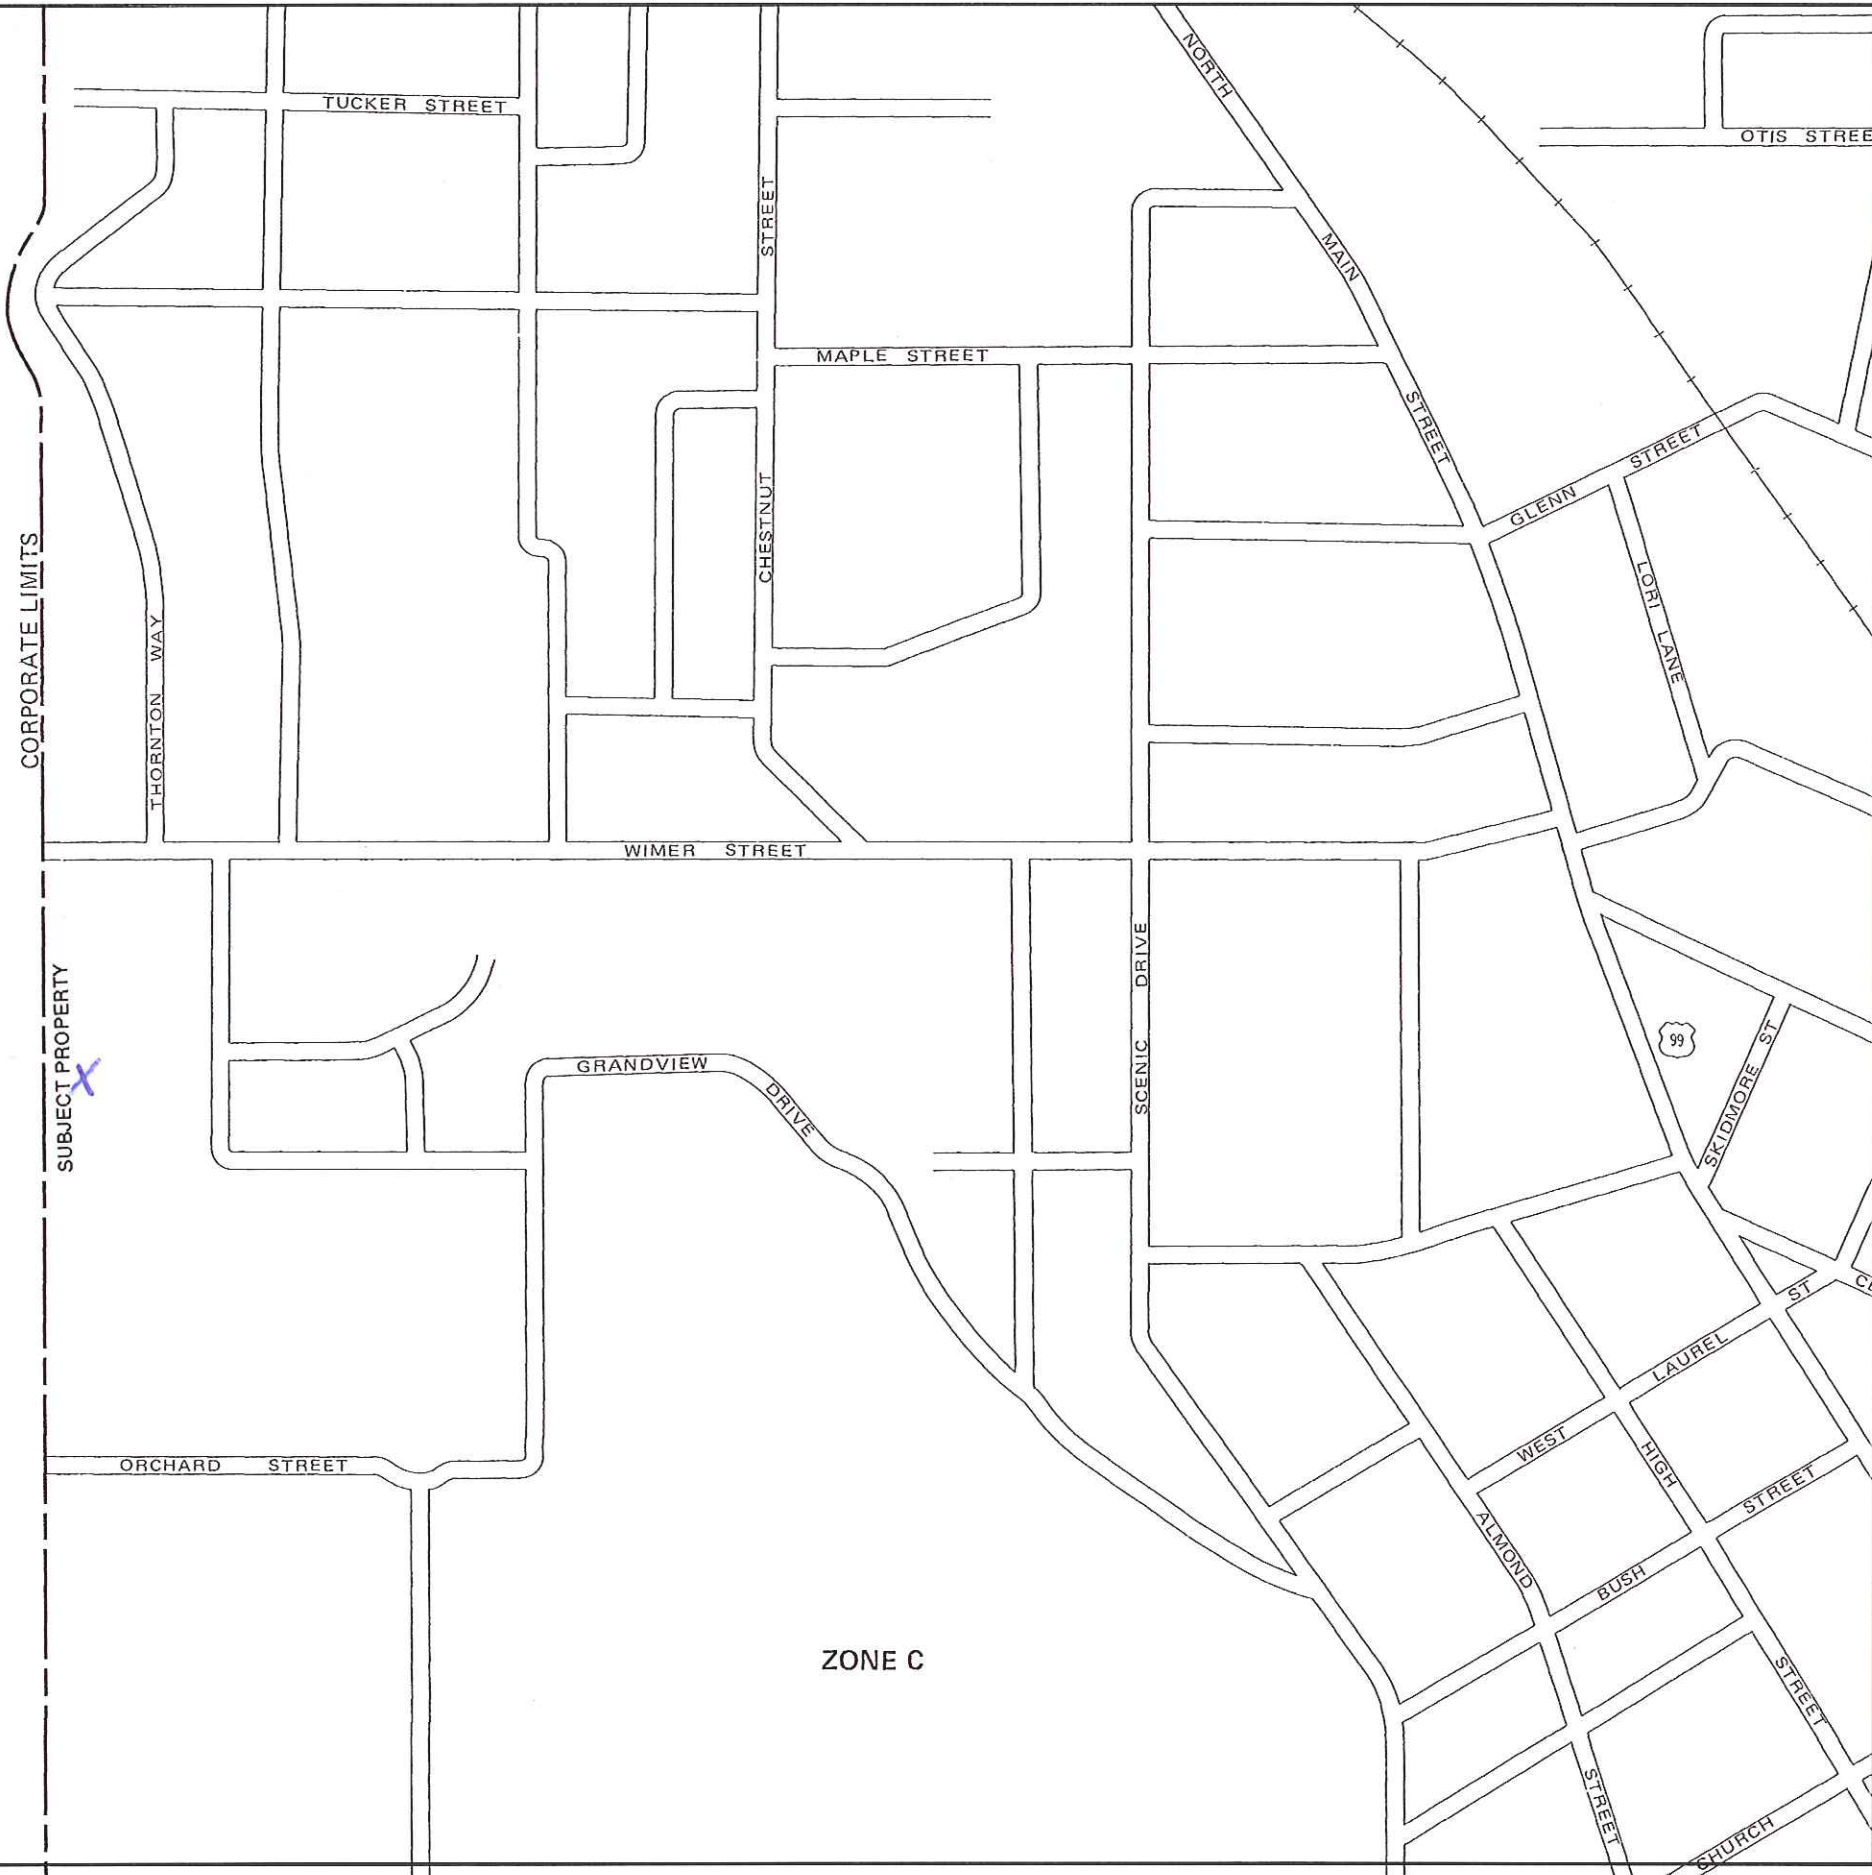 NORTH
TUCKER STREET
OTIS STREE
STREET
MAIN
MAPLE STREET
STREET
STREET
GLENN
CHESTNUT
CORPORATE LIMITS
LORI LANE
THORNTON WAY
WIMER STREET
SCENIC DRIVE
SUBJECT PROPERTY
X
99
SKIDMORE ST
GRANDVIEW
DRIVE
ST
LAUREL
WEST
HIGH
ORCHARD STREET
STREET
ALMOND
BUSH
ZONE C
STREET
STREET
CHURCH